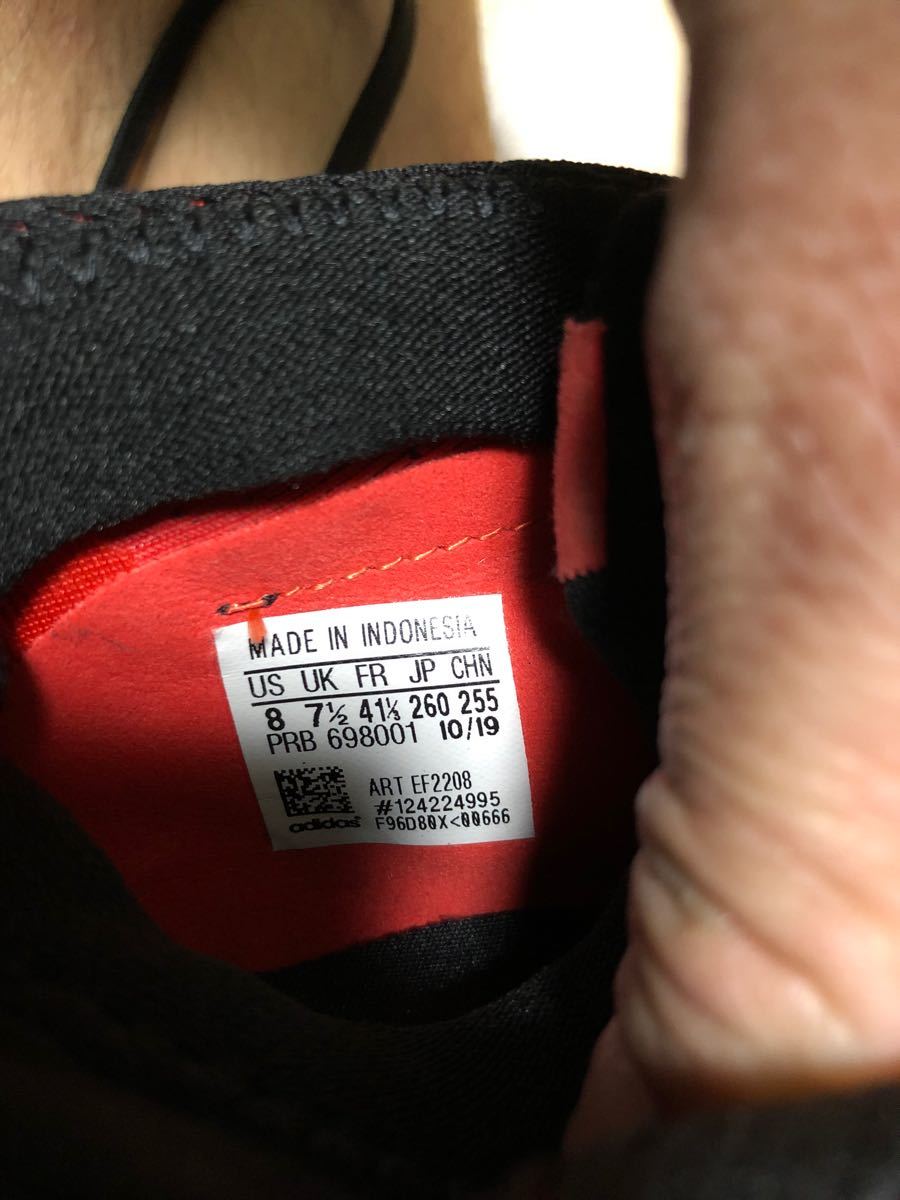 MADE IN INDONESIA
US UK FR JP CHN
8 7½ 41⅓ 260 255
PRB 698001 10/19
ART EF2208
#124224995
adidas F96D80X<00666